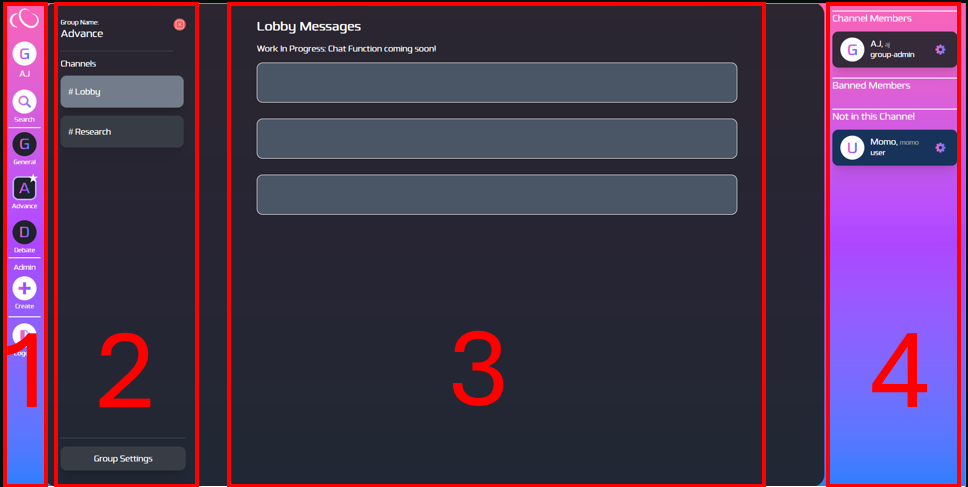 G
A.J
Search
G
General
A
Advance
D
Debate
Admin
Create
1
Group Name:
Advance
Channels
# Lobby
# Research
2
Group Settings
Lobby Messages
Work In Progress: Chat Function coming soon!
3
Channel Members
G
A.J, aj
group-admin
Banned Members
Not in this Channel
U
Momo, momo
user
4